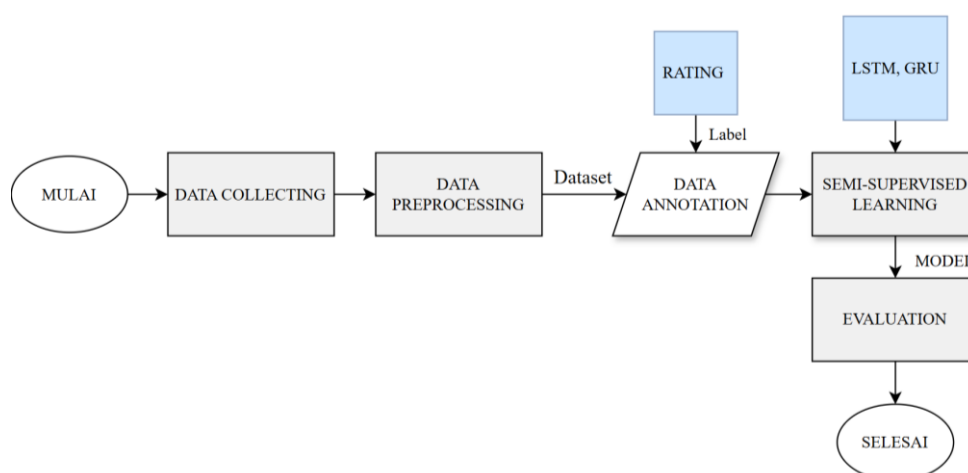 RATING
LSTM, GRU
Label
MULAI
DATA COLLECTING
DATA
PREPROCESSING
Dataset
DATA
ANNOTATION
SEMI-SUPERVISED
LEARNING
MODEL
EVALUATION
SELESAI